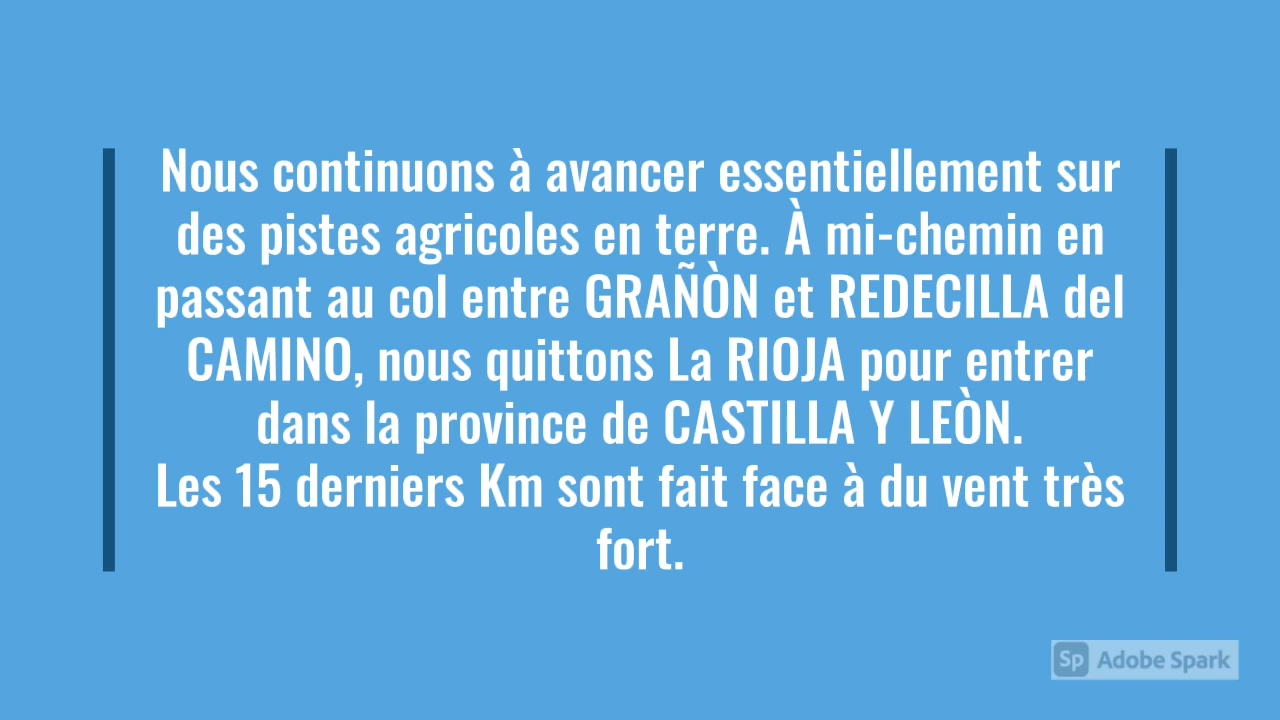 Nous continuons à avancer essentiellement sur
des pistes agricoles en terre. À mi-chemin en
passant au col entre GRAÑÒN et REDECILLA del
CAMINO, nous quittons La RIOJA pour entrer
dans la province de CASTILLA Y LEÒN.
Les 15 derniers Km sont fait face à du vent très
fort.
Sp Adobe Spark